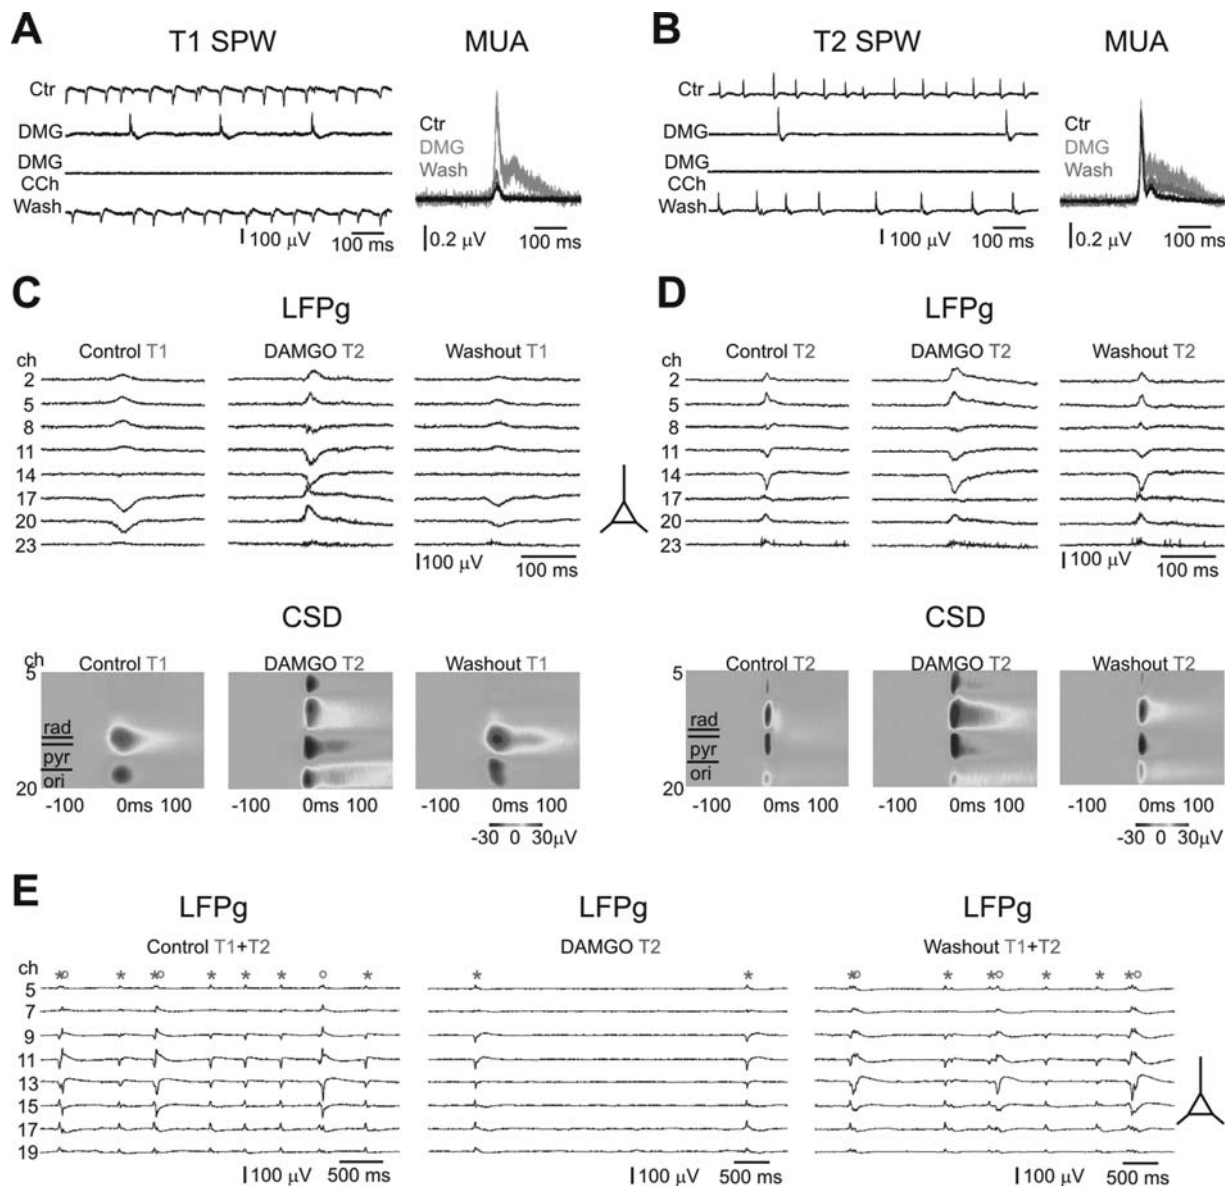 A
T1 SPW
MUA
Ctr
DMG
DMG
CCh
Wash
100 µV
100 ms
Ctr
DMG
Wash
0.2 µV
100 ms
B
T2 SPW
MUA
Ctr
DMG
DMG
CCh
Wash
100 µV
100 ms
Ctr
DMG
Wash
0.2 µV
100 ms
C
LFPg
ch
Control T1
DAMGO T2
Washout T1
2
5
8
11
14
17
20
23
100 µV
100 ms
CSD
ch
Control T1
DAMGO T2
Washout T1
5
rad
pyr
ori
20
-100 0ms 100
-100 0ms 100
-100 0ms 100
-30 0 30µV
D
LFPg
ch
Control T2
DAMGO T2
Washout T2
2
5
8
11
14
17
20
23
100 µV
100 ms
CSD
ch
Control T2
DAMGO T2
Washout T2
5
rad
pyr
ori
20
-100 0ms 100
-100 0ms 100
-100 0ms 100
-30 0 30µV
E
LFPg
LFPg
LFPg
Control T1+T2
DAMGO T2
Washout T1+T2
ch
5
7
9
11
13
15
17
19
100 µV
500 ms
100 µV
500 ms
100 µV
500 ms